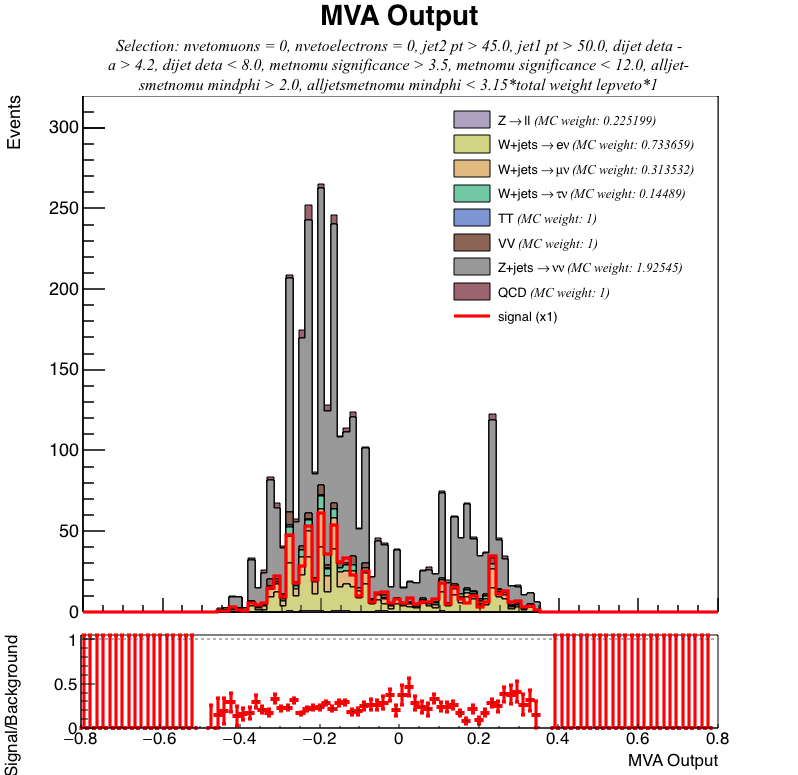 MVA Output
Selection: nvetomuons = 0, nvetoelectrons = 0, jet2 pt > 45.0, jet1 pt > 50.0, dijet deta -
a > 4.2, dijet deta < 8.0, metnomu significance > 3.5, metnomu significance < 12.0, alljet-
smetnomu mindphi > 2.0, alljetsmetnomu mindphi < 3.15*total weight lepveto*1
Events
300
250
200
150
100
50
0
Z→ll (MC weight: 0.225199)
W+jets→eν (MC weight: 0.733659)
W+jets→μν (MC weight: 0.313532)
W+jets→τν (MC weight: 0.14489)
TT (MC weight: 1)
VV (MC weight: 1)
Z+jets→νν (MC weight: 1.92545)
QCD (MC weight: 1)
signal (x1)
Signal/Background
1
0.5
0
−0.8 −0.6 −0.4 −0.2 0 0.2 0.4 0.6 0.8
MVA Output